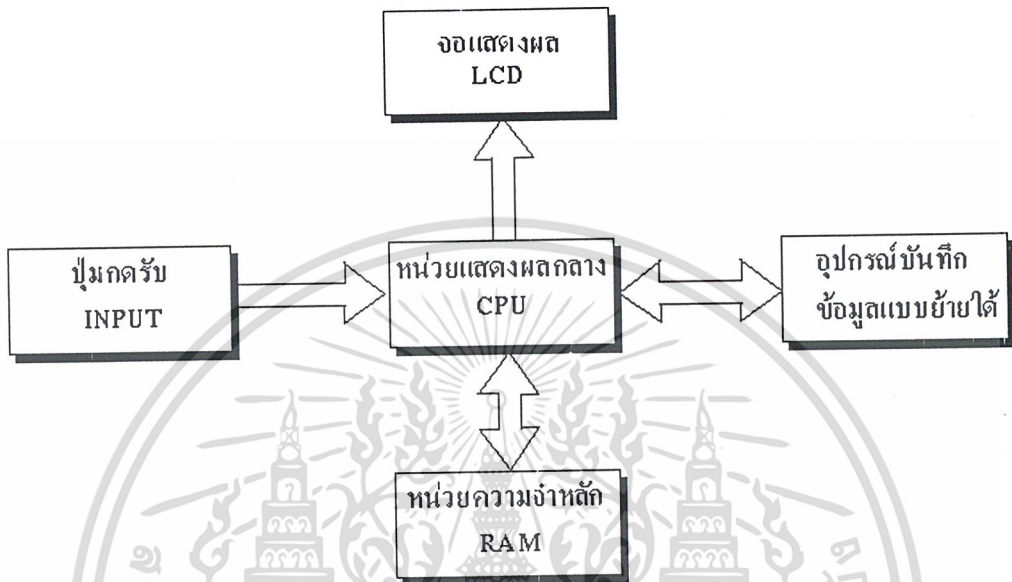 จอแสดงผล
LCD
ปุ่มกดรับ
INPUT
หน่วยแสดงผลกลาง
CPU
อุปกรณ์บันทึก
ข้อมูลแบบย้ายใด้
หน่วยความจำหลัก
RAM